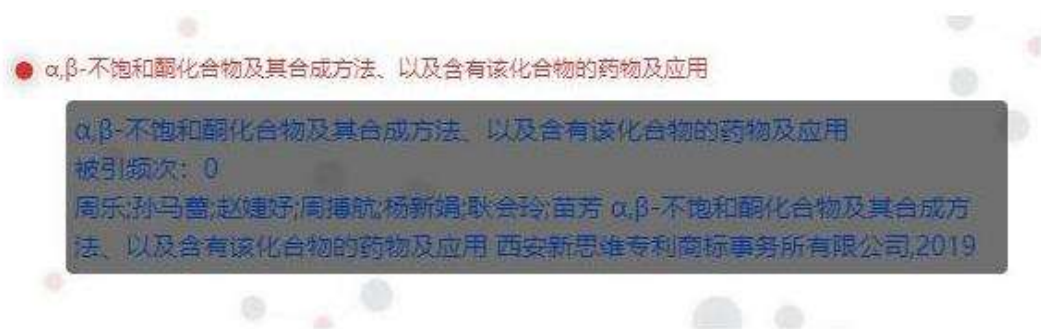 α,β-不饱和酮化合物及其合成方法、以及含有该化合物的药物及应用
α,β-不饱和酮化合物及其合成方法、以及含有该化合物的药物及应用
被引频次：0
周乐;孙马蕾;赵婕妤;周搏航;杨新娟;耿会玲;苗芳 α,β-不饱和酮化合物及其合成方
法、以及含有该化合物的药物及应用 西安新思维专利商标事务所有限公司,2019